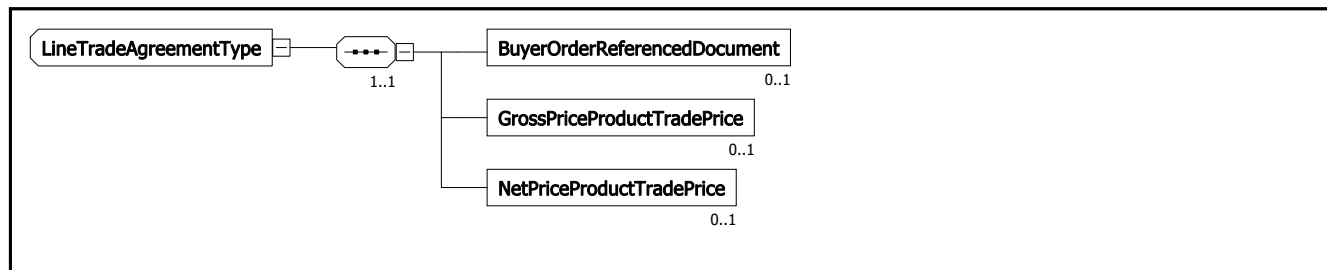 LineTradeAgreementType
1..1
BuyerOrderReferencedDocument
0..1
GrossPriceProductTradePrice
0..1
NetPriceProductTradePrice
0..1